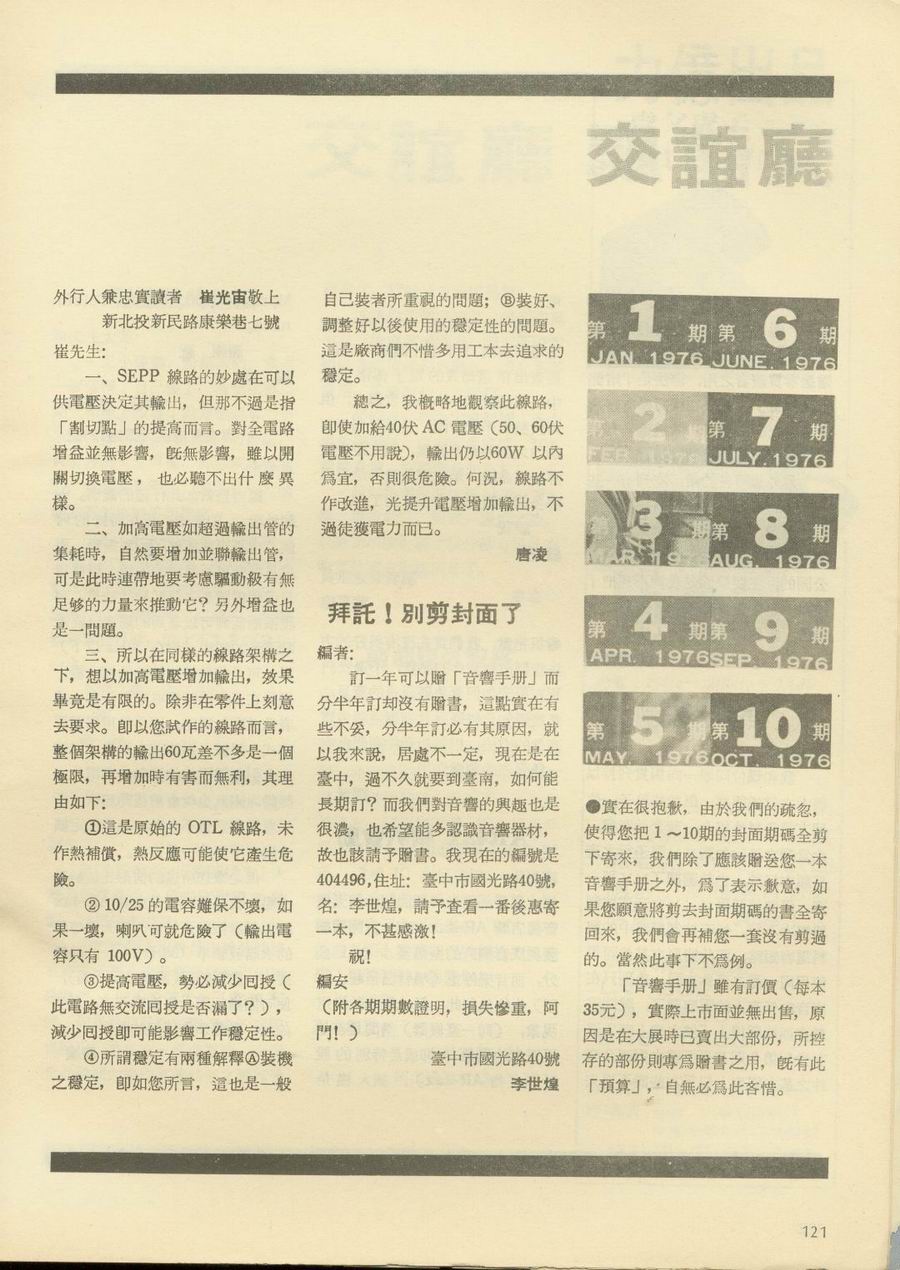 交誼廳
外行人兼忠實讀者　崔光宙敬上
新北投新民路康樂巷七號
崔先生：
一、SEPP 線路的妙處在可以
供電壓決定其輸出，但那不過是指
「割切點」的提高而言。對全電路
增益並無影響，旣無影響，雖以開
關切換電壓，也必聽不出什麼異
樣。
二、加高電壓如超過輸出管的
集耗時，自然要增加並聯輸出管，
可是此時連帶地要考慮驅動級有無
足够的力量來推動它？另外增益也
是一問題。
三、所以在同樣的線路架構之
下，想以加高電壓增加輸出，效果
畢竟是有限的。除非在零件上刻意
去要求。卽以您試作的線路而言，
整個架構的輸出60瓦差不多是一個
極限，再增加時有害而無利，其理
由如下：
①這是原始的 OTL 線路，未
作熱補償，熱反應可能使它產生危
險。
② 10/25 的電容難保不壞，如
果一壞，喇叭可就危險了（輸出電
容只有 100V）。
③提高電壓，勢必減少囘授（
此電路無交流囘授是否漏了？），
減少囘授卽可能影響工作穩定性。
④所謂穩定有兩種解釋Ⓐ裝機
之穩定，卽如您所言，這也是一般
自己裝者所重視的問題；Ⓑ裝好、
調整好以後使用的穩定性的問題。
這是廠商們不惜多用工本去追求的
穩定。
總之，我概略地觀察此線路，
卽使加給40伏 AC 電壓（50、60伏
電壓不用說），輸出仍以60W 以內
爲宜，否則很危險。何況，線路不
作改進，光提升電壓增加輸出，不
過徒獲電力而已。
唐凌
拜託！別剪封面了
編者：
訂一年可以贈「音響手册」而
分半年訂却沒有贈書，這點實在有
些不妥，分半年訂必有其原因，就
以我來說，居處不一定，現在是在
臺中，過不久就要到臺南，如何能
長期訂？而我們對音響的興趣也是
很濃，也希望能多認識音響器材，
故也該請予贈書。我現在的編號是
404496,住址：臺中市國光路40號，
名：李世煌，請予查看一番後惠寄
一本，不甚感激！
祝！
編安
（附各期期數證明，損失慘重，阿
門！）
臺中市國光路40號
李世煌
第 1 期 第 6 期
JAN. 1976 JUNE. 1976
第 2 期 第 7 期
FEB. 1976 JULY. 1976
3 期 第 8 期
MAR. 1976 AUG. 1976
第 4 期 第 9 期
APR. 1976 SEP. 1976
第 5 期 第 10 期
MAY. 1976 OCT. 1976
●實在很抱歉，由於我們的疏忽，
使得您把 1 ～10期的封面期碼全剪
下寄來，我們除了應該贈送您一本
音響手册之外，爲了表示歉意，如
果您願意將剪去封面期碼的書全寄
回來，我們會再補您一套沒有剪過
的。當然此事下不爲例。
「音響手册」雖有訂價（每本
35元），實際上市面並無出售，原
因是在大展時已賣出大部份，所控
存的部份則專爲贈書之用，旣有此
「預算」，自無必爲此吝惜。
121